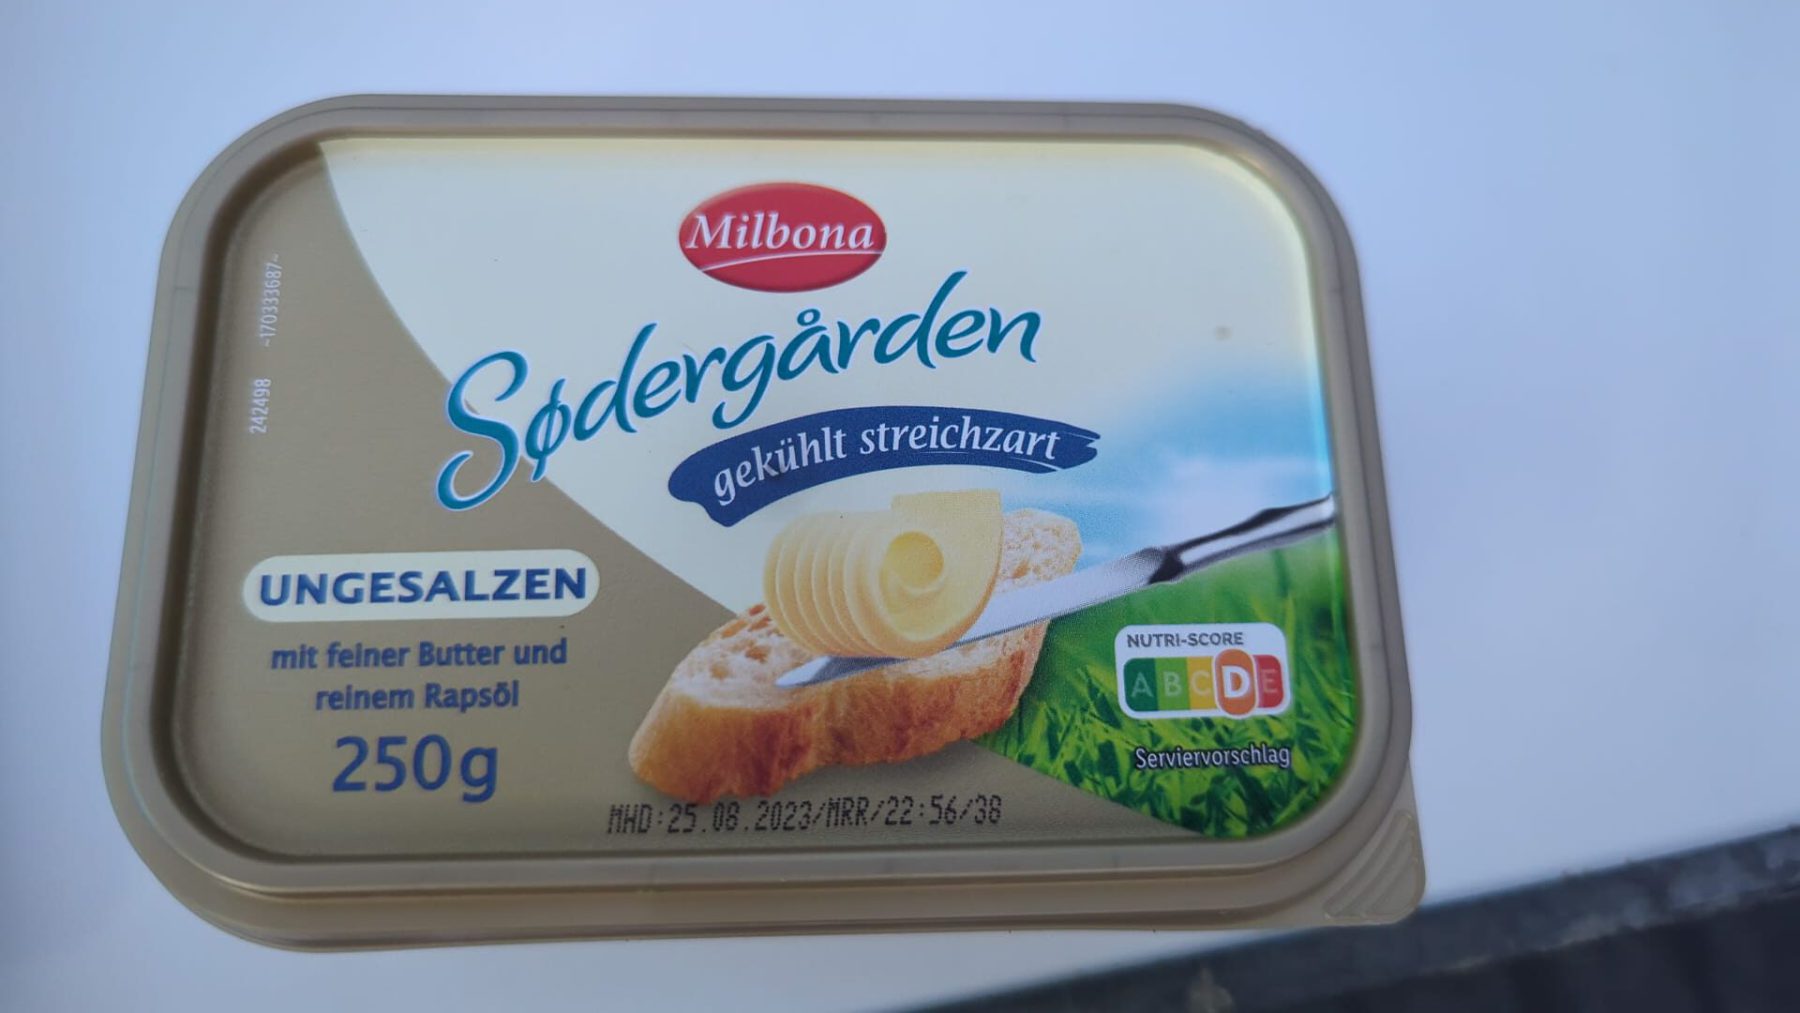 Milbona
Sødergården
gekühlt streichzart
242498 -170333687-
UNGESALZEN
mit feiner Butter und
reinem Rapsöl
250g
NUTRI-SCORE
A B C D E
Serviervorschlag
MHD:25.08.2023/MRR/22:56/38